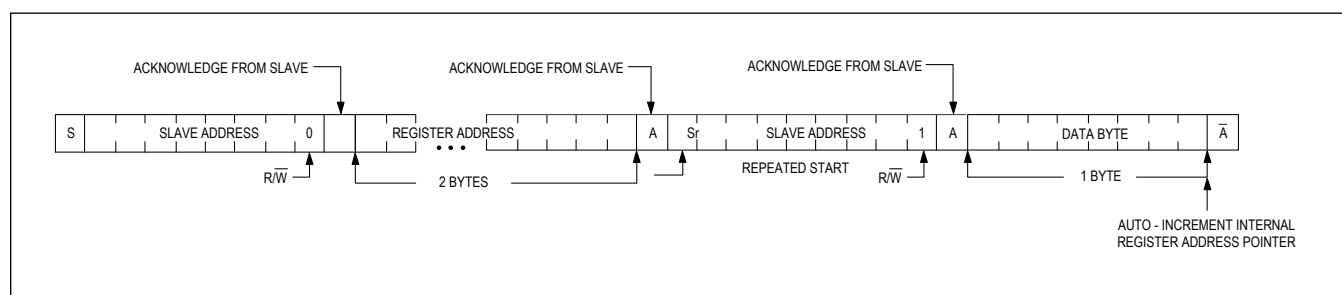 ACKNOWLEDGE FROM SLAVE ACKNOWLEDGE FROM SLAVE ACKNOWLEDGE FROM SLAVE
S SLAVE ADDRESS 0 REGISTER ADDRESS A Sr SLAVE ADDRESS 1 A DATA BYTE A̅
• • •
R/W̅ 2 BYTES REPEATED START R/W̅ 1 BYTE
AUTO - INCREMENT INTERNAL
REGISTER ADDRESS POINTER